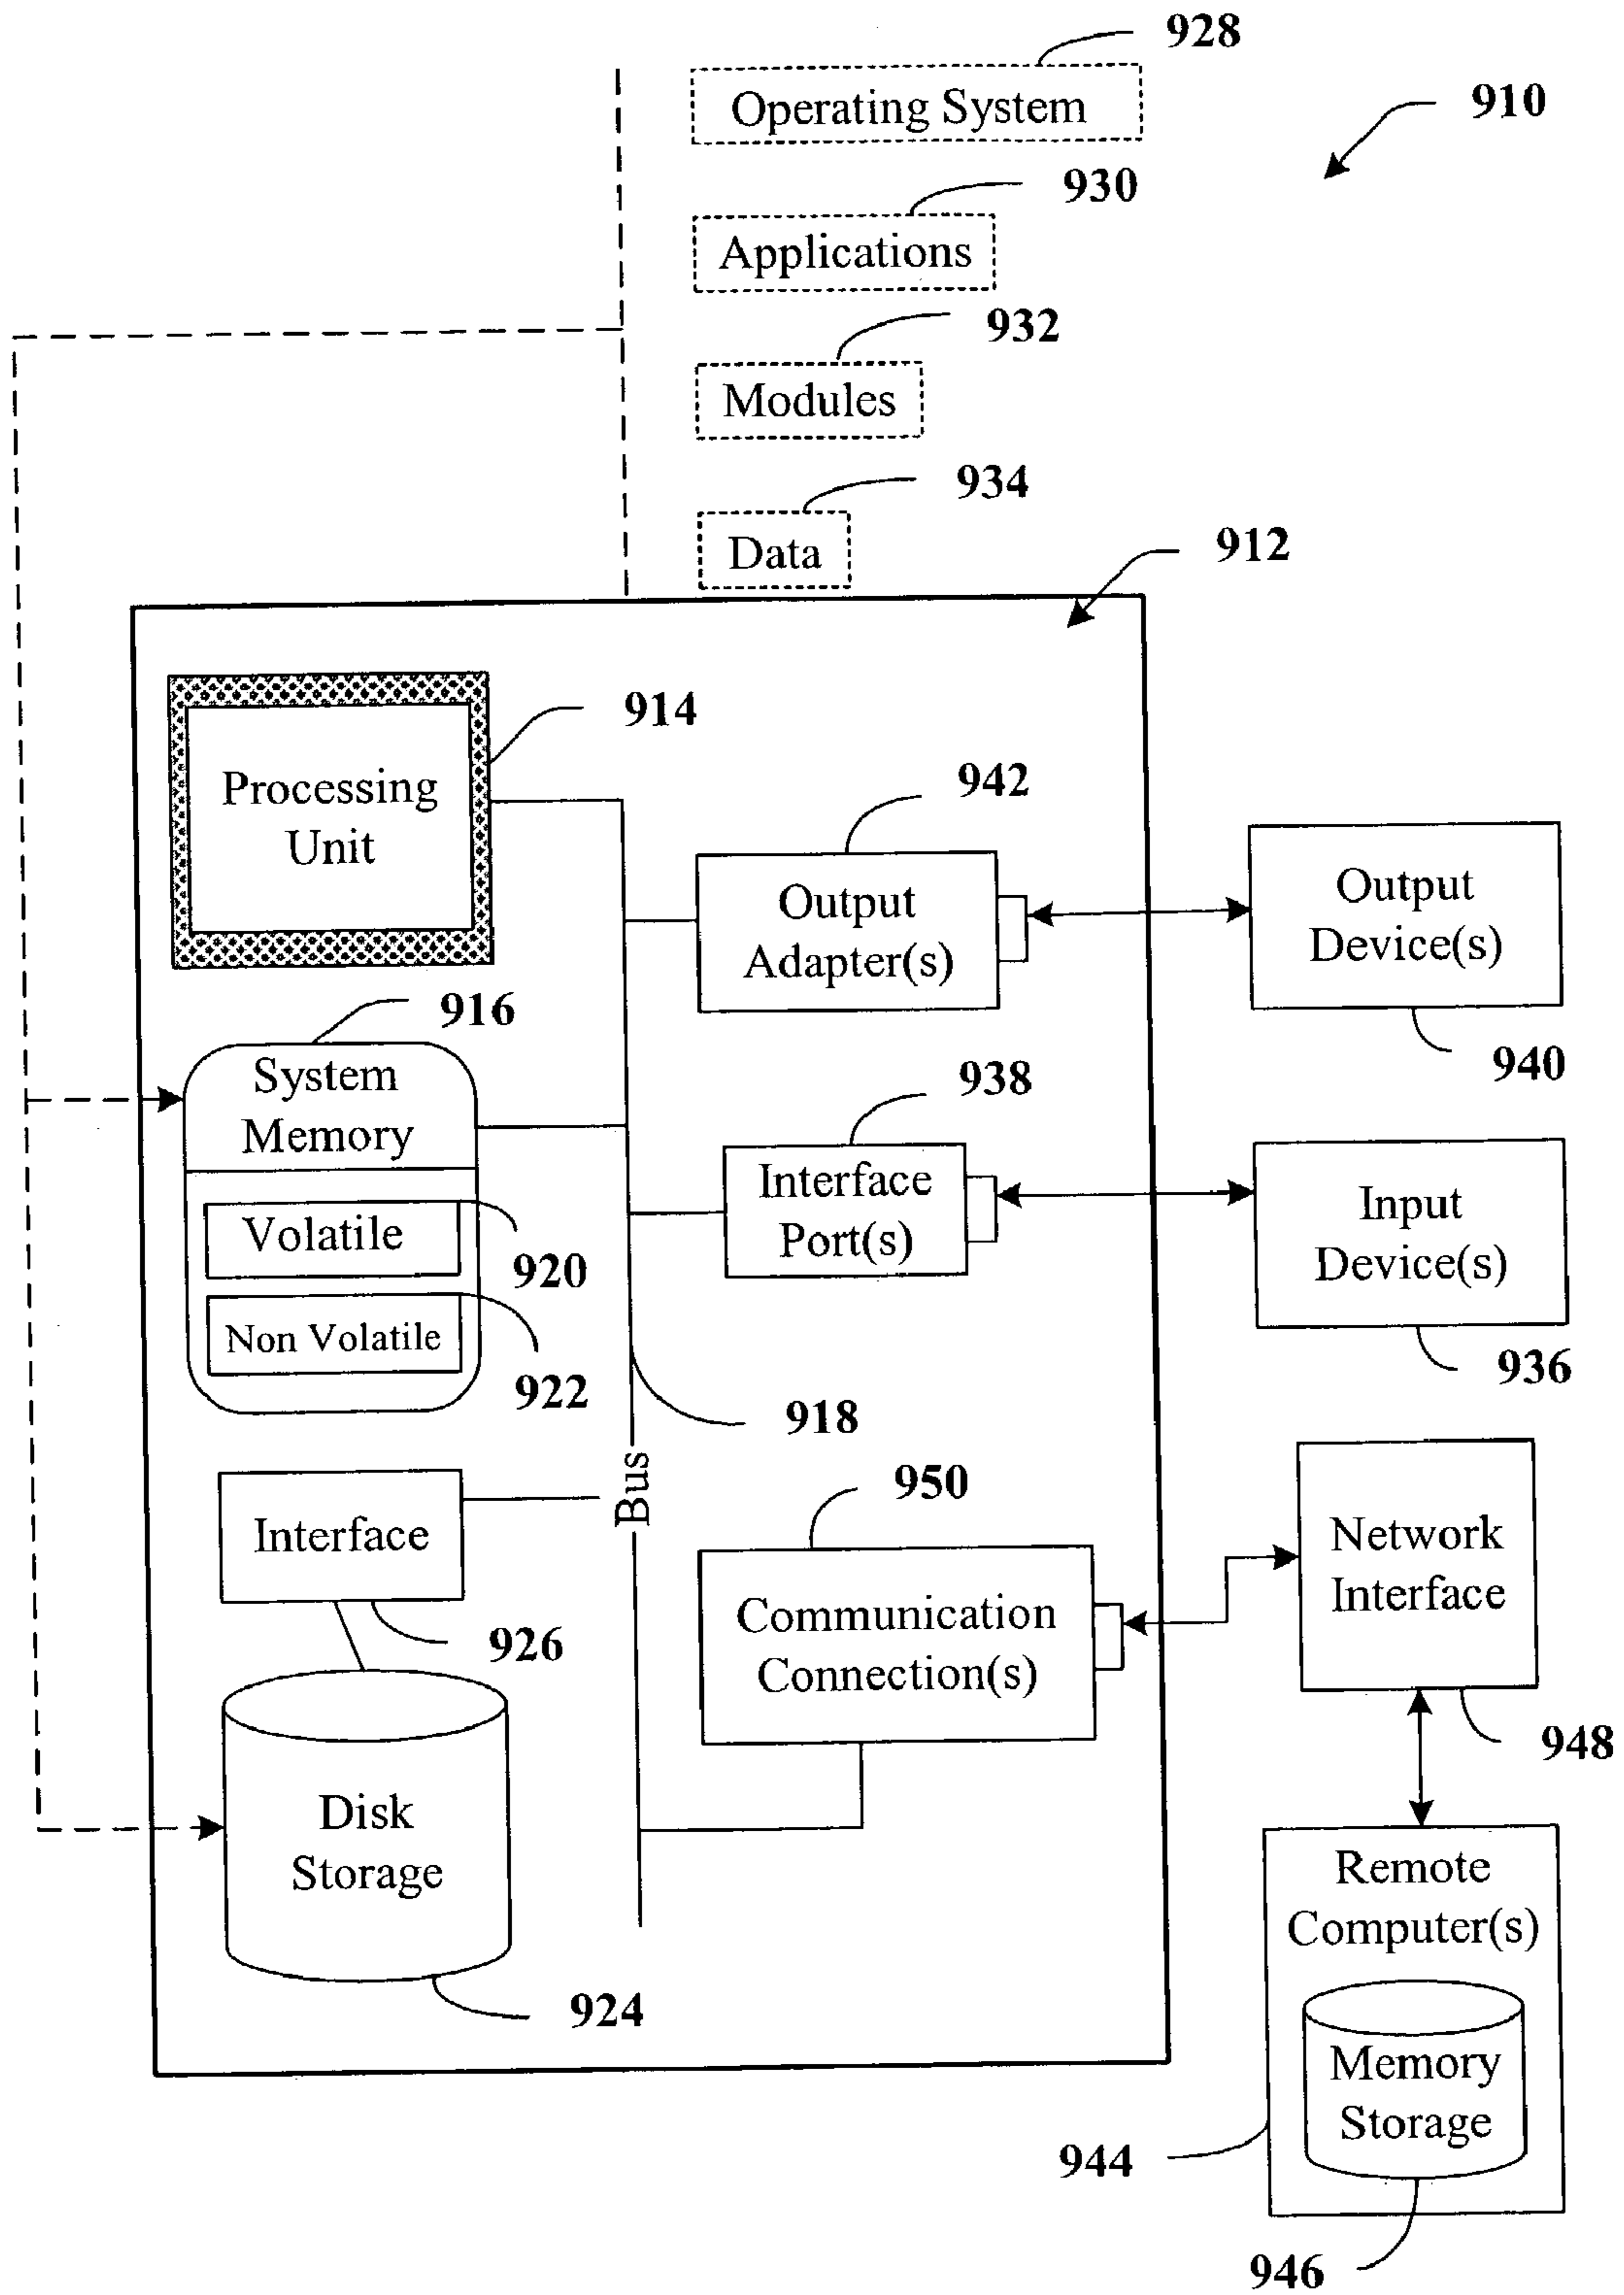 928
Operating System
910
930
Applications
932
Modules
934
Data
912
914
Processing
Unit
942
Output
Adapter(s)
Output
Device(s)
940
916
System
Memory
938
Interface
Port(s)
Input
Device(s)
936
Volatile
920
Non Volatile
922
918
Bus
950
Interface
926
Communication
Connection(s)
Network
Interface
948
Disk
Storage
924
Remote
Computer(s)
Memory
Storage
944
946